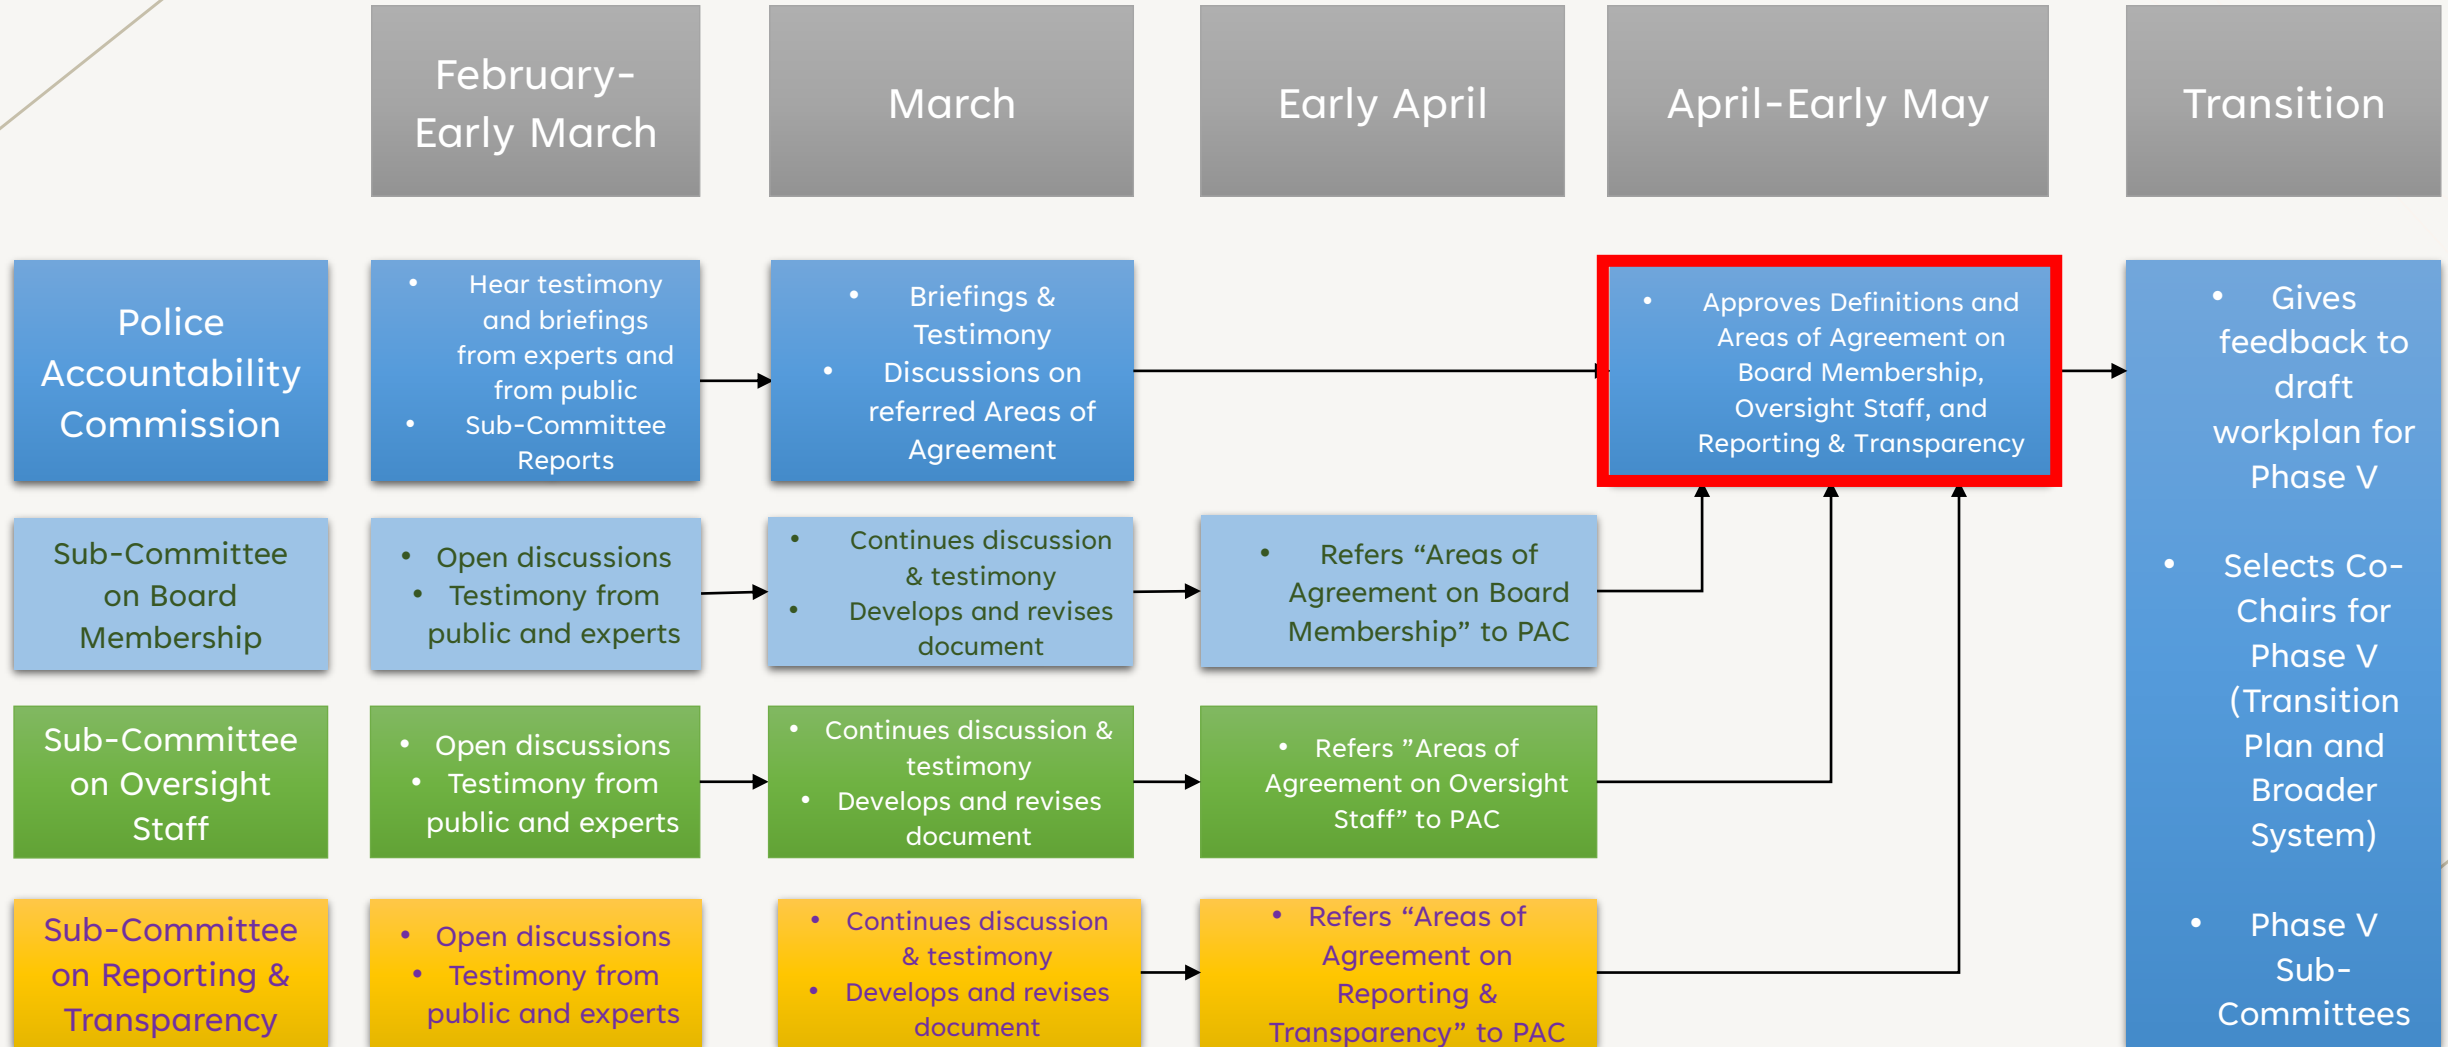 February-
Early March
March
Early April
April-Early May
Transition
Police
Accountability
Commission
• Hear testimony
and briefings
from experts and
from public
• Sub-Committee
Reports
• Briefings &
Testimony
• Discussions on
referred Areas of
Agreement
• Approves Definitions and
Areas of Agreement on
Board Membership,
Oversight Staff, and
Reporting & Transparency
• Gives
feedback to
draft
workplan for
Phase V
• Selects Co-
Chairs for
Phase V
(Transition
Plan and
Broader
System)
• Phase V
Sub-
Committees
Sub-Committee
on Board
Membership
• Open discussions
• Testimony from
public and experts
• Continues discussion
& testimony
• Develops and revises
document
• Refers “Areas of
Agreement on Board
Membership” to PAC
Sub-Committee
on Oversight
Staff
• Open discussions
• Testimony from
public and experts
• Continues discussion &
testimony
• Develops and revises
document
• Refers ”Areas of
Agreement on Oversight
Staff” to PAC
Sub-Committee
on Reporting &
Transparency
• Open discussions
• Testimony from
public and experts
• Continues discussion
& testimony
• Develops and revises
document
• Refers “Areas of
Agreement on
Reporting &
Transparency” to PAC